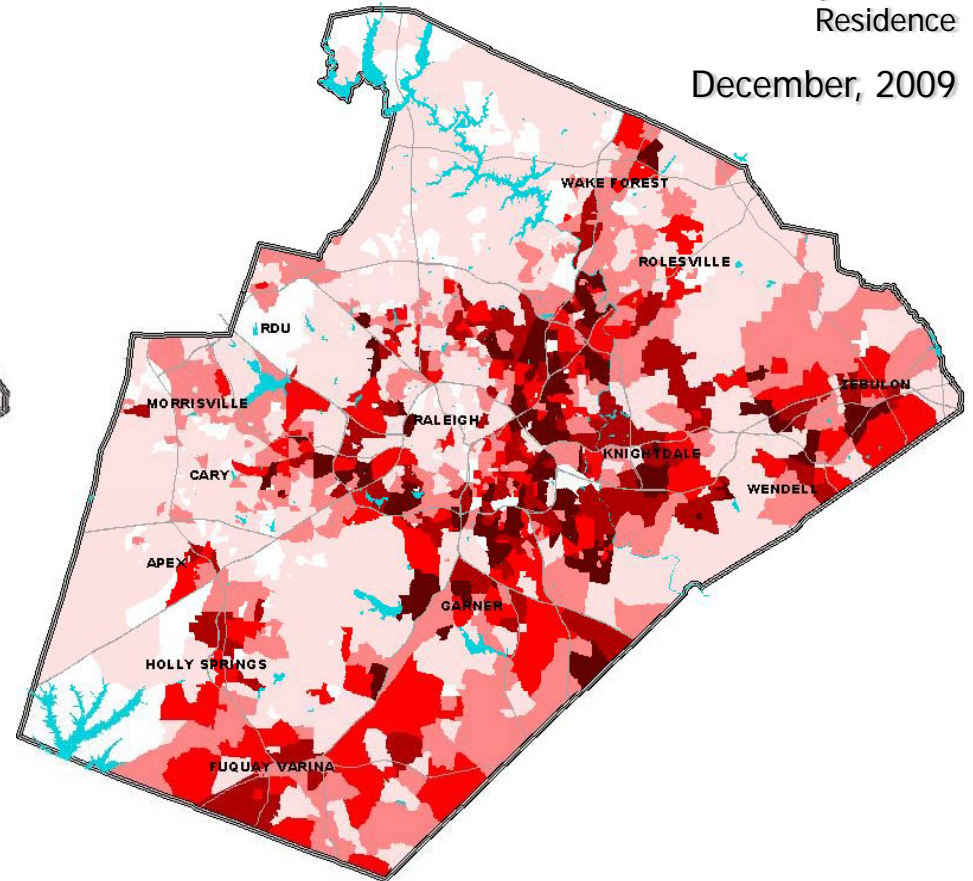 Residence
December, 2009
WAKE FOREST
ROLESVILLE
RDU
ZEBULON
MORRISVILLE
RALEIGH
KNIGHTDALE
CARY
WENDELL
APEX
GARNER
HOLLY SPRINGS
FUQUAY VARINA